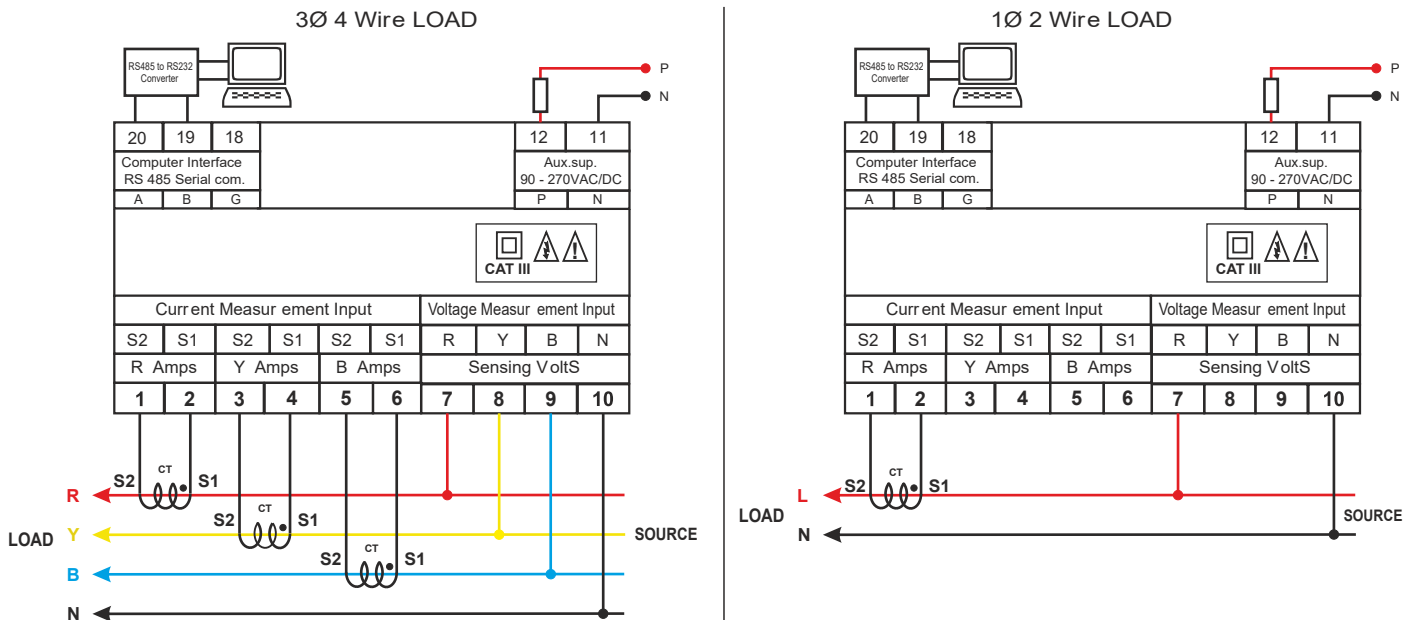 3Ø 4 Wire LOAD
RS485 to RS232
Converter
P
N
20 19 18
12 11
Computer Interface
RS 485 Serial com.
Aux.sup.
90 - 270VAC/DC
A B G
P N
CAT III
Current Measur ement Input
Voltage Measur ement Input
S2 S1 S2 S1 S2 S1 R Y B N
R Amps Y Amps B Amps Sensing VoltS
1 2 3 4 5 6 7 8 9 10
S2 CT S1
R
S2 CT S1
LOAD Y SOURCE
S2 CT S1
B
N
1Ø 2 Wire LOAD
RS485 to RS232
Converter
P
N
20 19 18
12 11
Computer Interface
RS 485 Serial com.
Aux.sup.
90 - 270VAC/DC
A B G
P N
CAT III
Current Measur ement Input
Voltage Measur ement Input
S2 S1 S2 S1 S2 S1 R Y B N
R Amps Y Amps B Amps Sensing VoltS
1 2 3 4 5 6 7 8 9 10
S2 CT S1
L
LOAD SOURCE
N